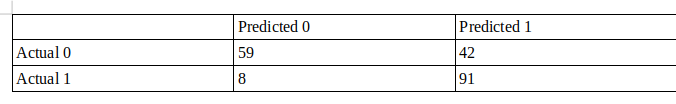 Predicted 0 Predicted 1
Actual 0 59 42
Actual 1 8 91